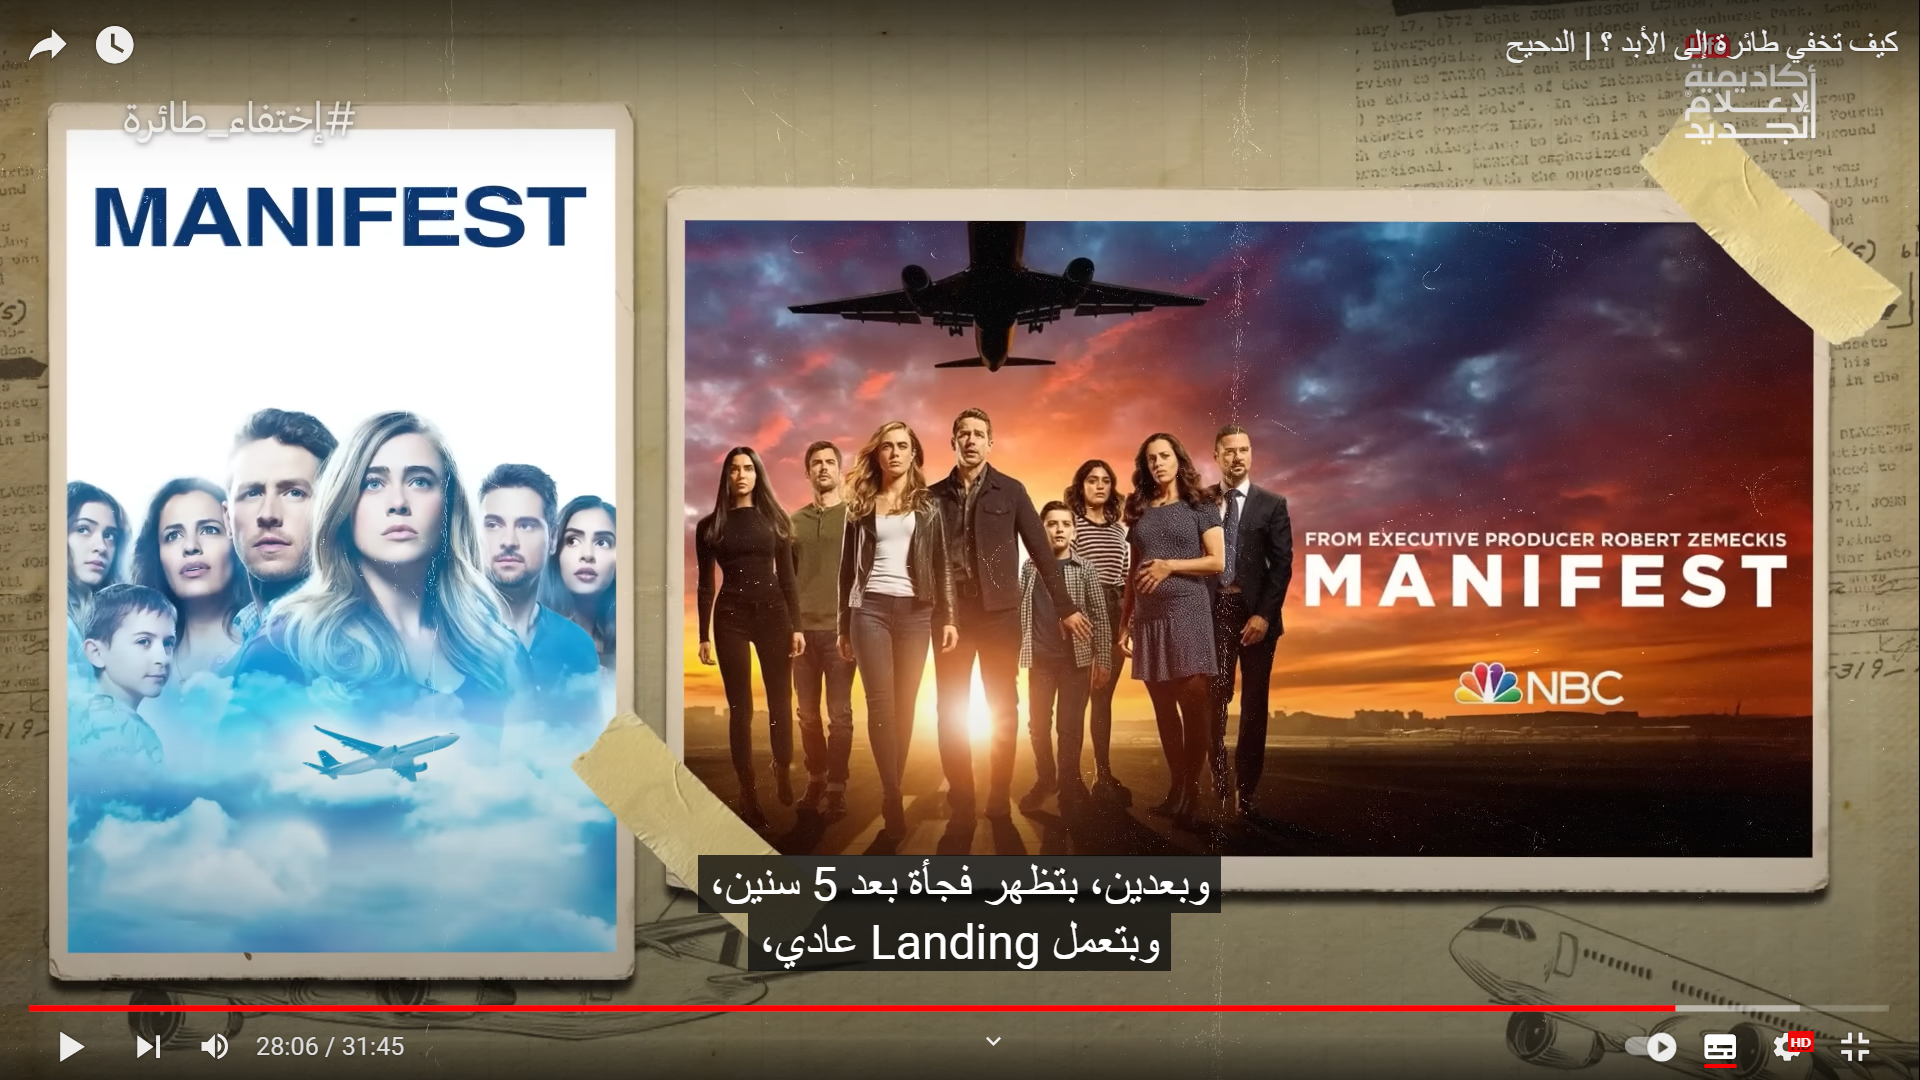 كيف تخفي طائرة إلى الأبد ؟ | الدحيح
أكاديمية
الإعلام
الجديد
#إختفاء_طائرة
MANIFEST
FROM EXECUTIVE PRODUCER ROBERT ZEMECKIS
MANIFEST
NBC
وبعدين، بتظهر فجأة بعد 5 سنين،
وبتعمل Landing عادي،
28:06 / 31:45
HD